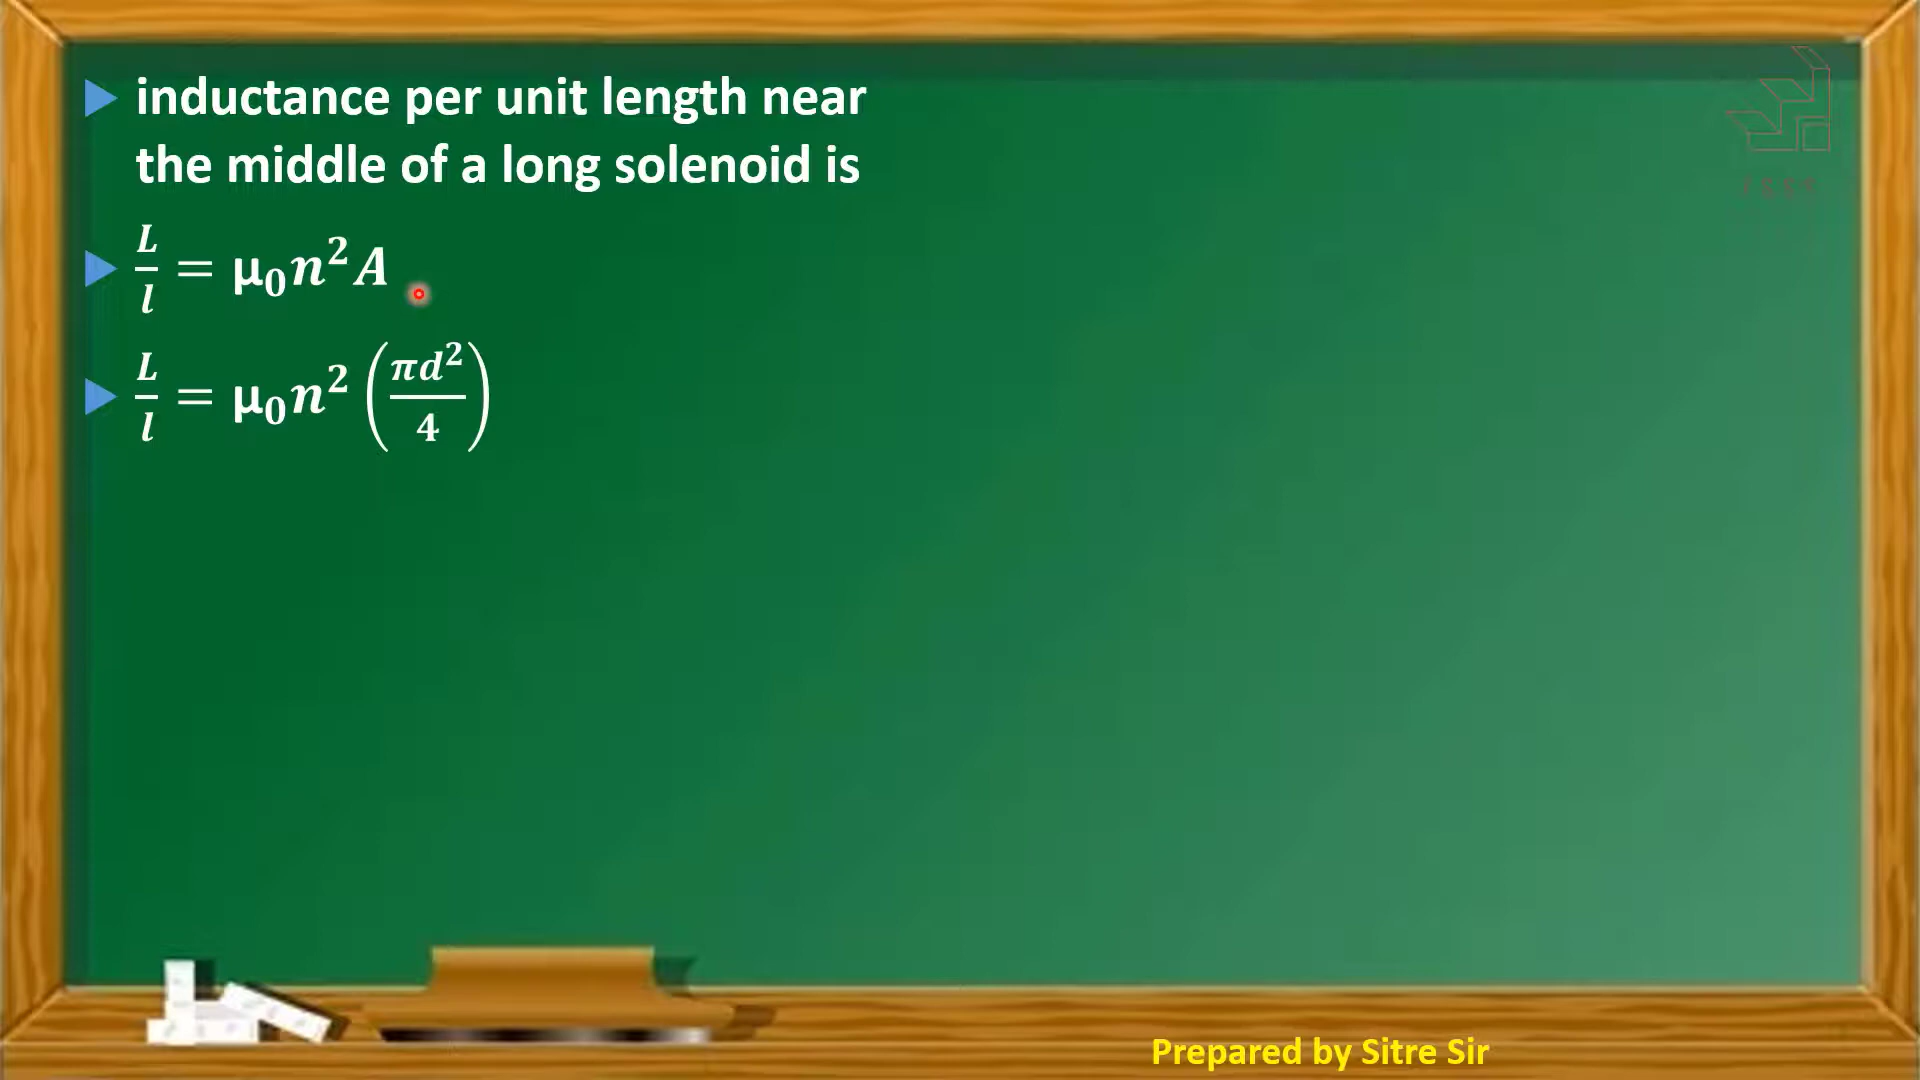 inductance per unit length near
the middle of a long solenoid is
L/l = μ₀n²A
L/l = μ₀n²(πd²/4)
Prepared by Sitre Sir